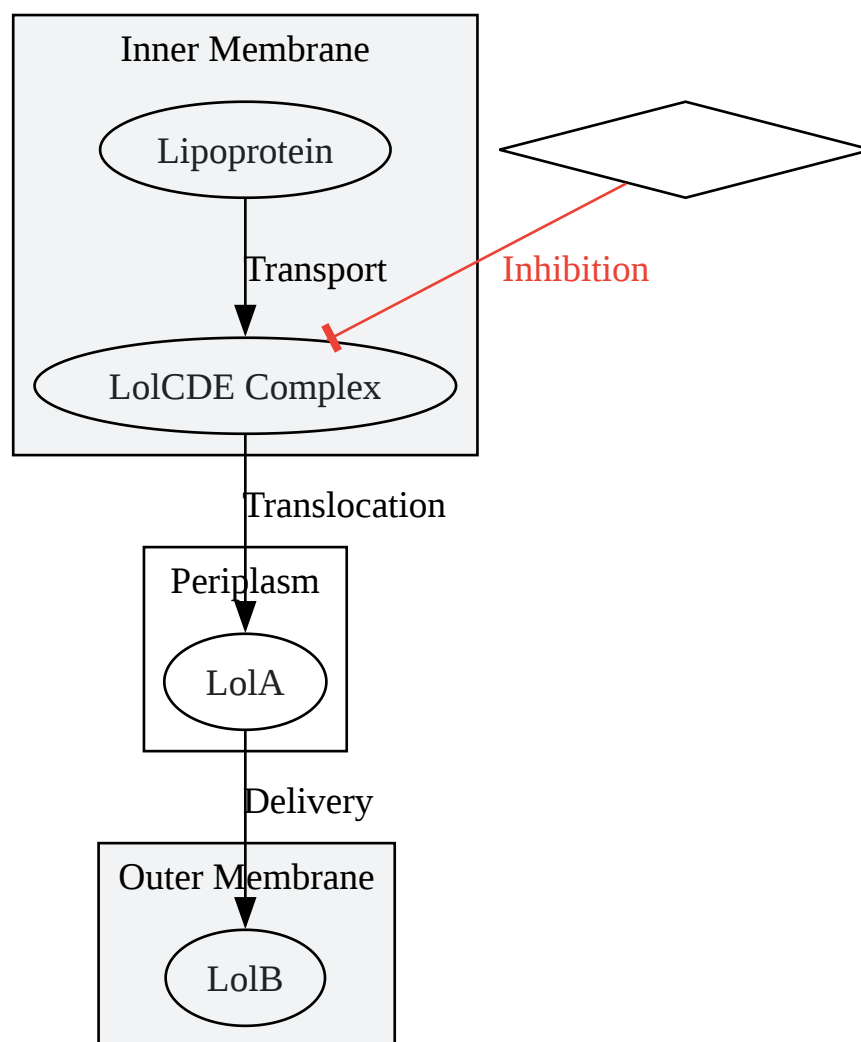 Inner Membrane
Lipoprotein
Transport
Inhibition
LolCDE Complex
Translocation
Periplasm
LolA
Delivery
Outer Membrane
LolB